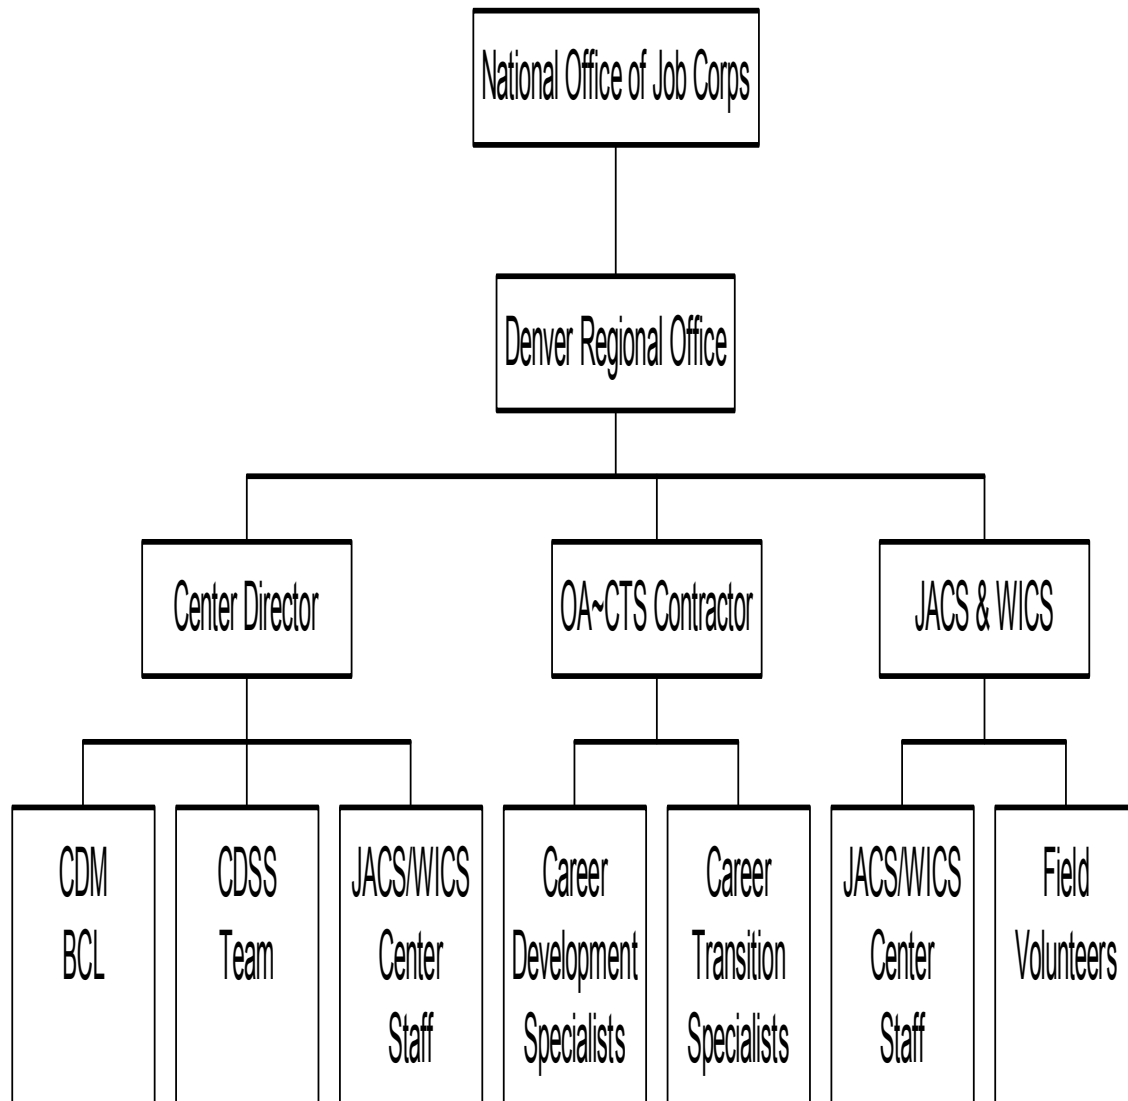 National Office of Job Corps
Denver Regional Office
Center Director
OA~CTS Contractor
JACS & WICS
CDM
BCL
CDSS
Team
JACS/WICS
Center
Staff
Career
Development
Specialists
Career
Transition
Specialists
JACS/WICS
Center
Staff
Field
Volunteers